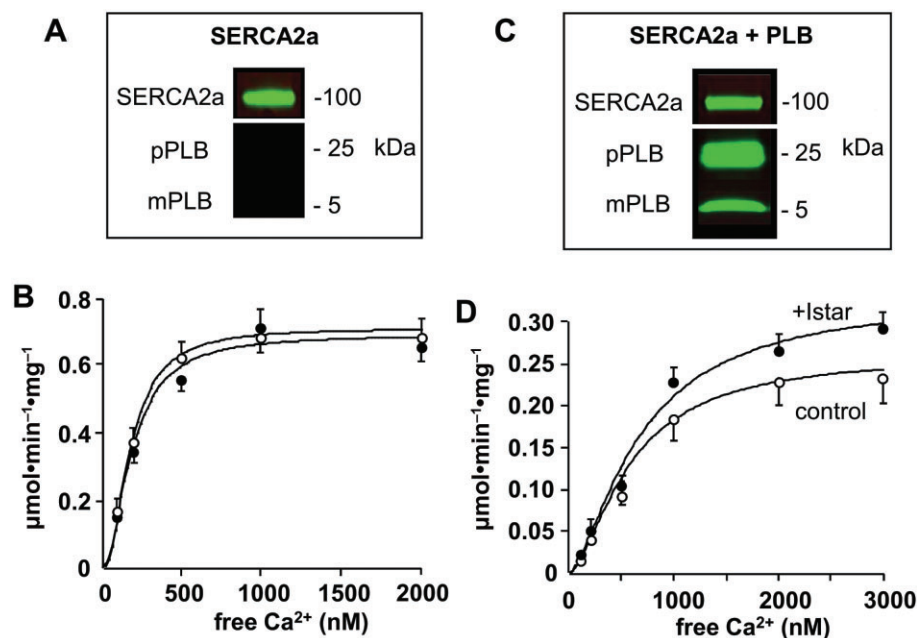 A
SERCA2a
SERCA2a
-100
pPLB
- 25 kDa
mPLB
- 5
C
SERCA2a + PLB
SERCA2a
-100
pPLB
- 25 kDa
mPLB
- 5
B
0.8
0.6
0.4
0.2
0
µmol•min⁻¹•mg⁻¹
0 500 1000 1500 2000
free Ca²⁺ (nM)
D
+Istar
control
0.30
0.25
0.20
0.15
0.10
0.05
0
µmol•min⁻¹•mg⁻¹
0 1000 2000 3000
free Ca²⁺ (nM)